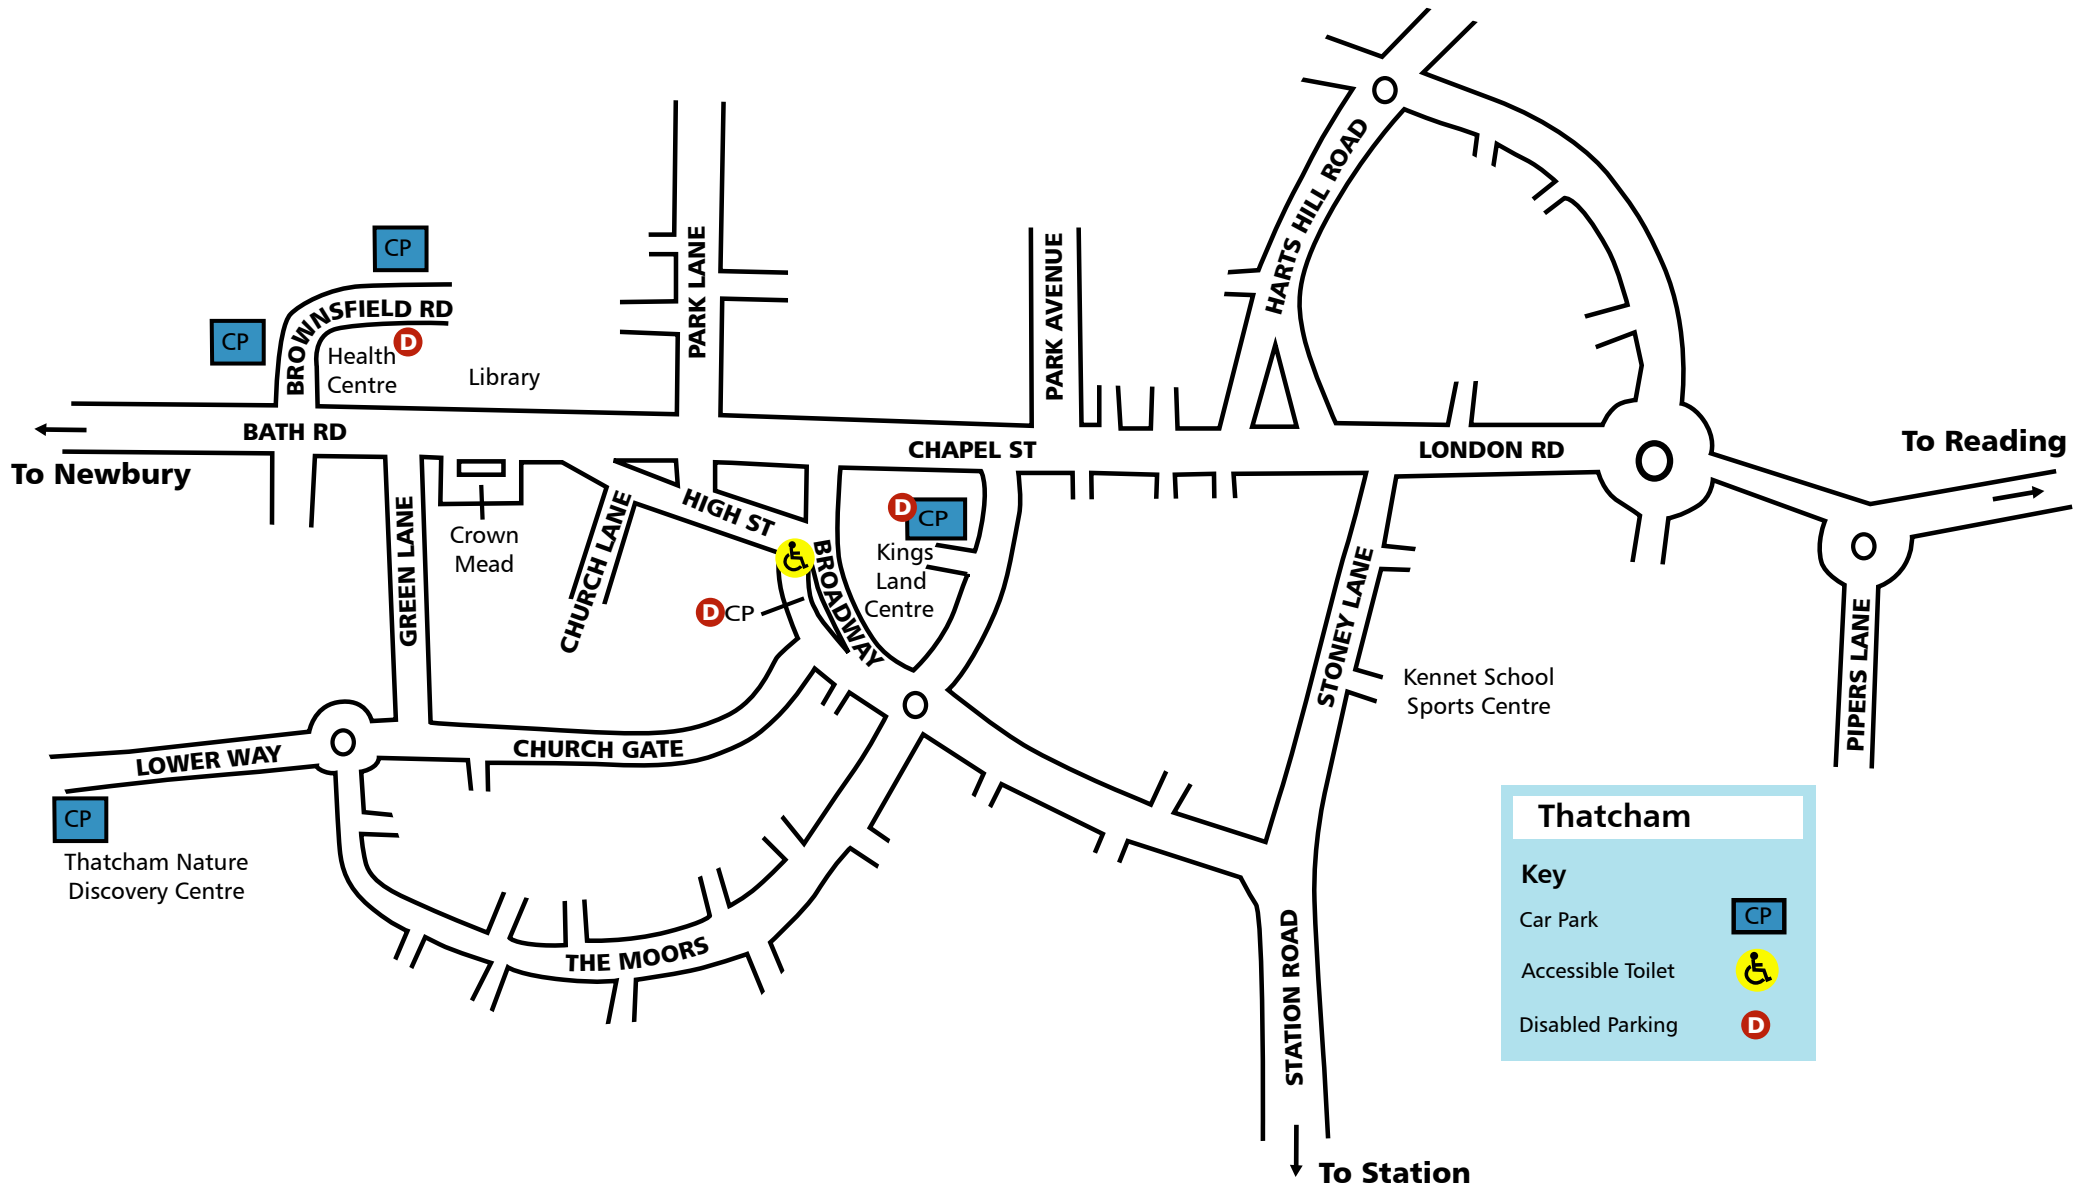 HARTS HILL ROAD
CP
PARK LANE
PARK AVENUE
BROWNSFIELD RD
CP
D
Health
Centre
Library
BATH RD
To Newbury
CHAPEL ST
LONDON RD
To Reading
GREEN LANE
Crown
Mead
CHURCH LANE
HIGH ST
BROADWAY
D
CP
Kings
Land
Centre
D CP
STONEY LANE
Kennet School
Sports Centre
PIPERS LANE
LOWER WAY
CHURCH GATE
CP
Thatcham Nature
Discovery Centre
THE MOORS
STATION ROAD
To Station
Thatcham
Key
Car Park CP
Accessible Toilet
Disabled Parking D